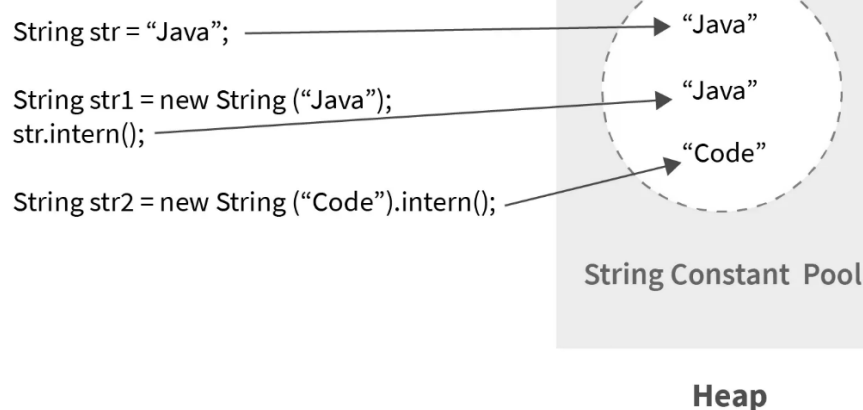 String str = “Java”;
“Java”
String str1 = new String (“Java”);
“Java”
str.intern();
“Code”
String str2 = new String (“Code”).intern();
String Constant Pool
Heap